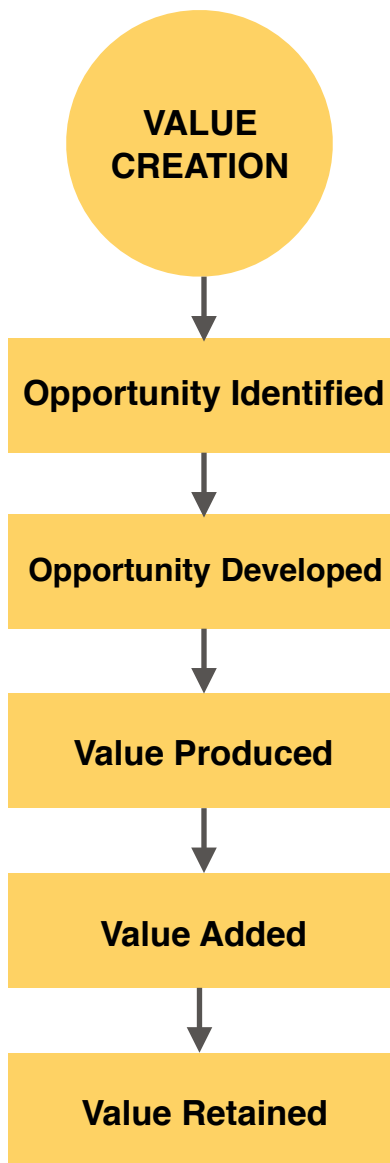 VALUE
CREATION
Opportunity Identified
Opportunity Developed
Value Produced
Value Added
Value Retained